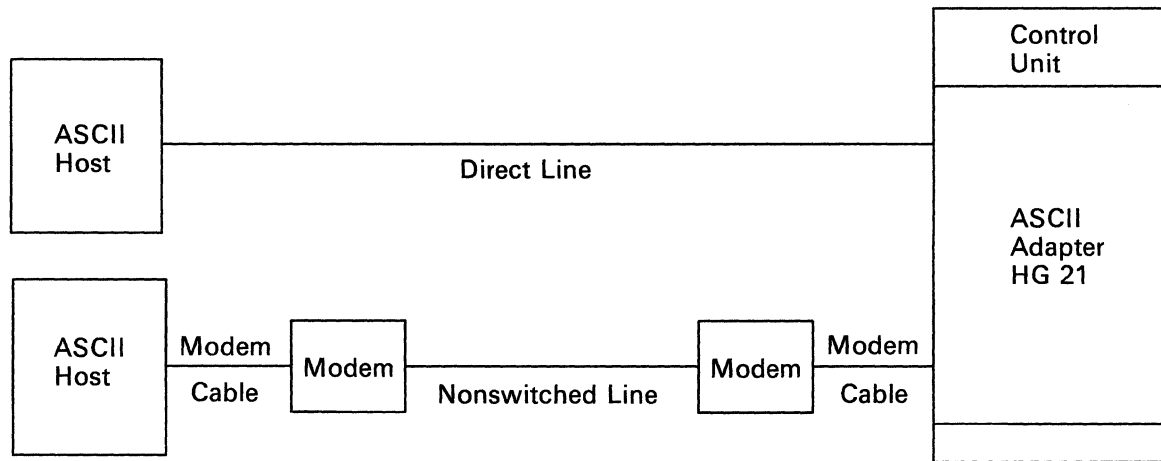 Control
Unit
ASCII
Host
Direct Line
ASCII
Adapter
HG 21
ASCII
Host
Modem
Cable
Modem
Nonswitched Line
Modem
Modem
Cable